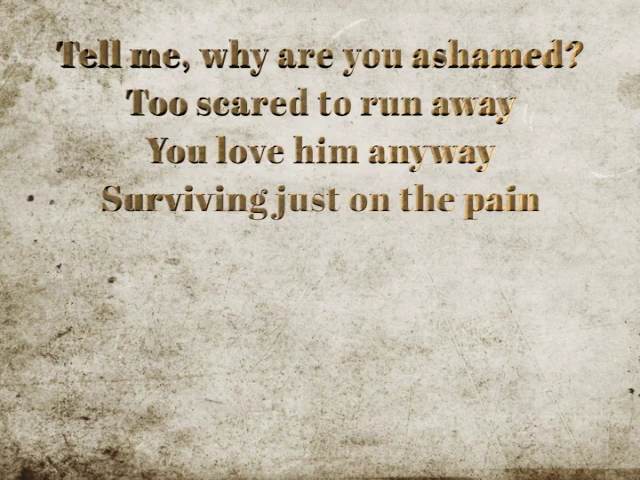 Tell me, why are you ashamed?
Too scared to run away
You love him anyway
Surviving just on the pain